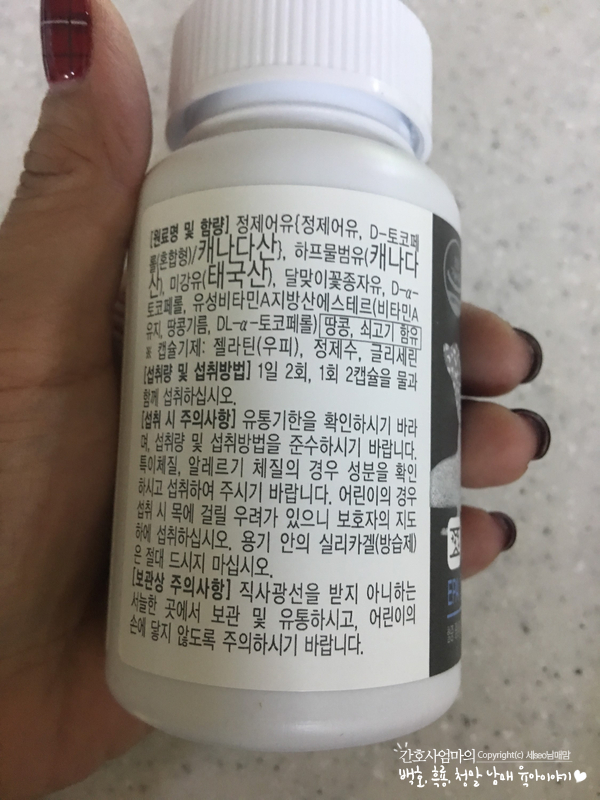 [원료명 및 함량] 정제어유{정제어유, D-토코페
롤(혼합형)/캐나다산}, 하프물범유(캐나다
산), 미강유(태국산), 달맞이꽃종자유, D-α-
토코페롤, 유성비타민A지방산에스테르(비타민A
유지, 땅콩기름, DL-α-토코페롤) 땅콩, 쇠고기 함유
※ 캡슐기제: 젤라틴(우피), 정제수, 글리세린
[섭취량 및 섭취방법] 1일 2회, 1회 2캡슐을 물과
함께 섭취하십시오.
[섭취 시 주의사항] 유통기한을 확인하시기 바라
며, 섭취량 및 섭취방법을 준수하시기 바랍니다.
특이체질, 알레르기 체질의 경우 성분을 확인
하시고 섭취하여 주시기 바랍니다. 어린이의 경우
섭취 시 목에 걸릴 우려가 있으니 보호자의 지도
하에 섭취하십시오. 용기 안의 실리카겔(방습제)
은 절대 드시지 마십시오.
[보관상 주의사항] 직사광선을 받지 아니하는
서늘한 곳에서 보관 및 유통하시고, 어린이의
손에 닿지 않도록 주의하시기 바랍니다.
간호사엄마의 Copyright(c) 세seed남매맘
백호, 흑룡, 청말 남매 육아이야기♥